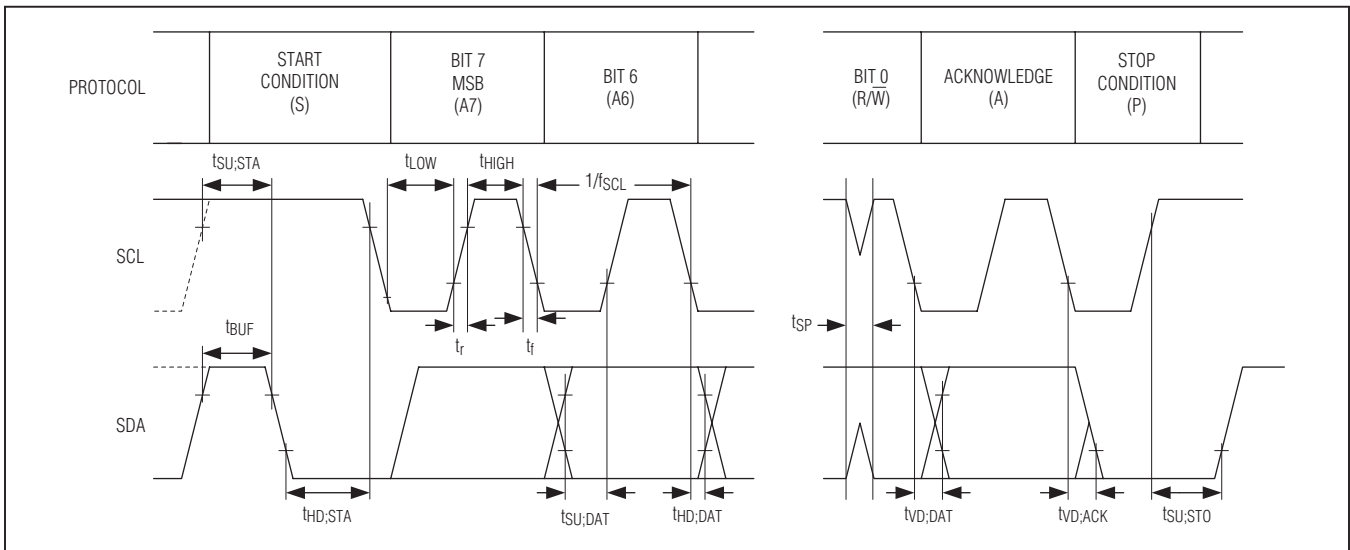 PROTOCOL
START
CONDITION
(S)
BIT 7
MSB
(A7)
BIT 6
(A6)
BIT 0
(R/W̅)
ACKNOWLEDGE
(A)
STOP
CONDITION
(P)
tSU;STA
tLOW
tHIGH
1/fSCL
SCL
tBUF
tr
tf
tSP
SDA
tHD;STA
tSU;DAT
tHD;DAT
tVD;DAT
tVD;ACK
tSU;STO